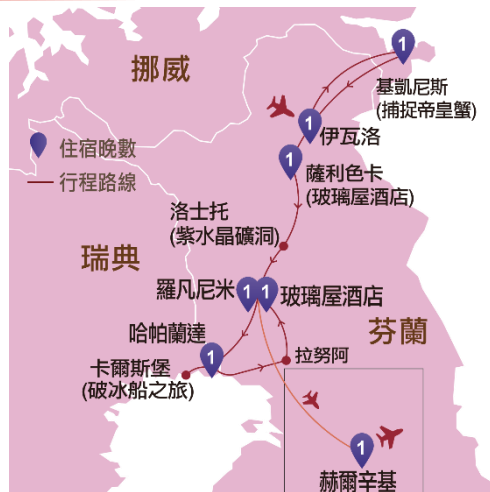 挪威
1
基凱尼斯
(捕捉帝皇蟹)
1
伊瓦洛
住宿晚數
行程路線
1
薩利色卡
(玻璃屋酒店)
洛士托
(紫水晶礦洞)
瑞典
羅凡尼米
1
1
玻璃屋酒店
芬蘭
哈帕蘭達
1
拉努阿
卡爾斯堡
(破冰船之旅)
1
赫爾辛基